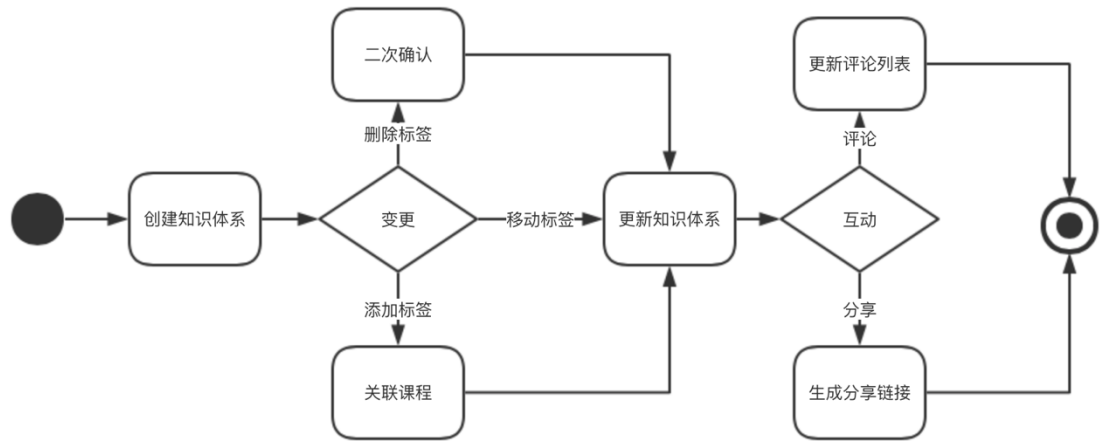 二次确认
更新评论列表
删除标签
评论
创建知识体系
变更
移动标签
更新知识体系
互动
添加标签
分享
关联课程
生成分享链接